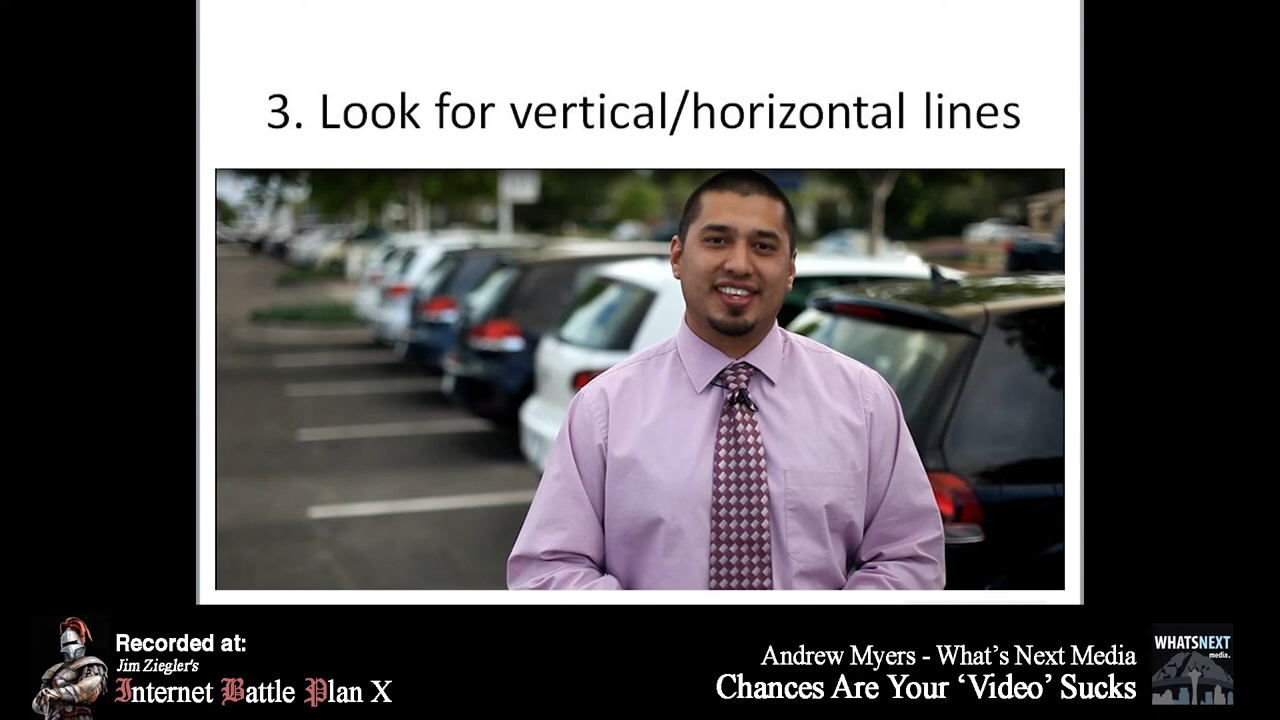 3. Look for vertical/horizontal lines
Recorded at:
Jim Ziegler's
Internet Battle Plan X
Andrew Myers - What's Next Media
Chances Are Your ‘Video’ Sucks
WHATSNEXT
media.